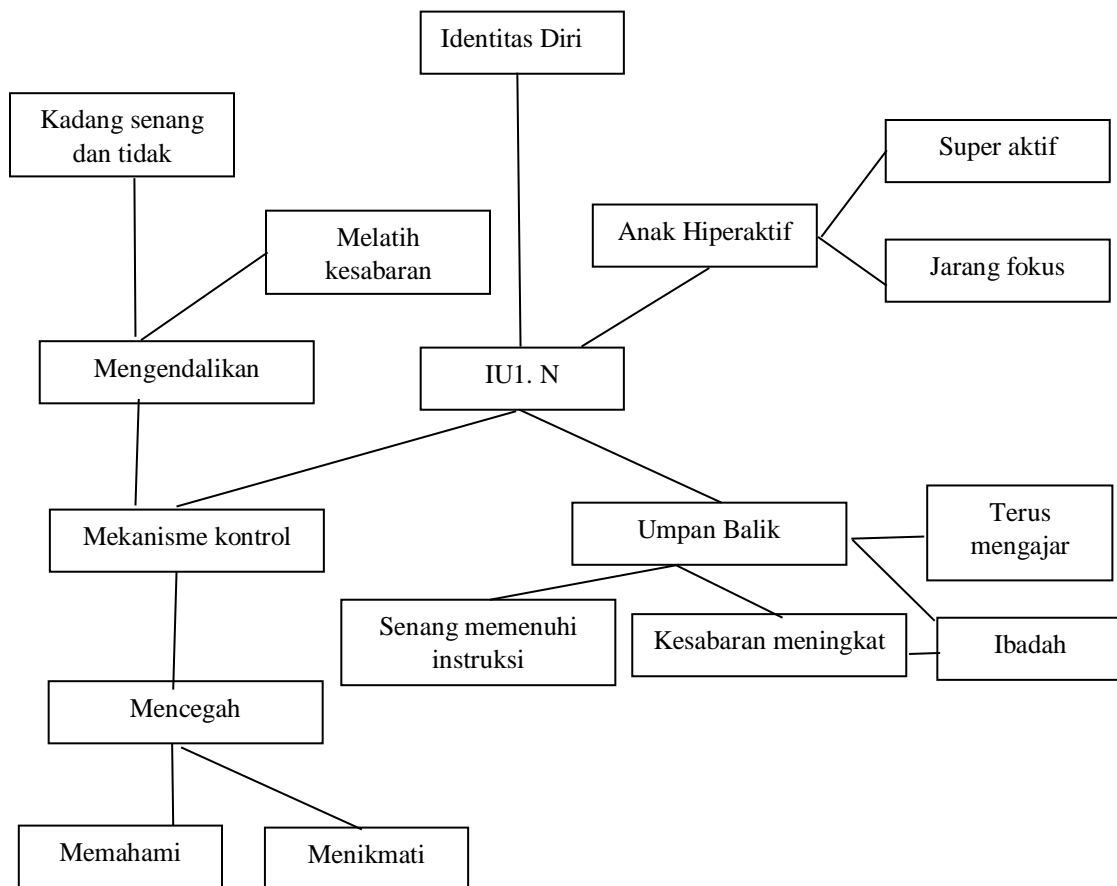 Identitas Diri
Kadang senang
dan tidak
Super aktif
Melatih
kesabaran
Anak Hiperaktif
Jarang fokus
Mengendalikan
IU1. N
Mekanisme kontrol
Umpan Balik
Terus
mengajar
Senang memenuhi
instruksi
Kesabaran meningkat
Ibadah
Mencegah
Memahami
Menikmati